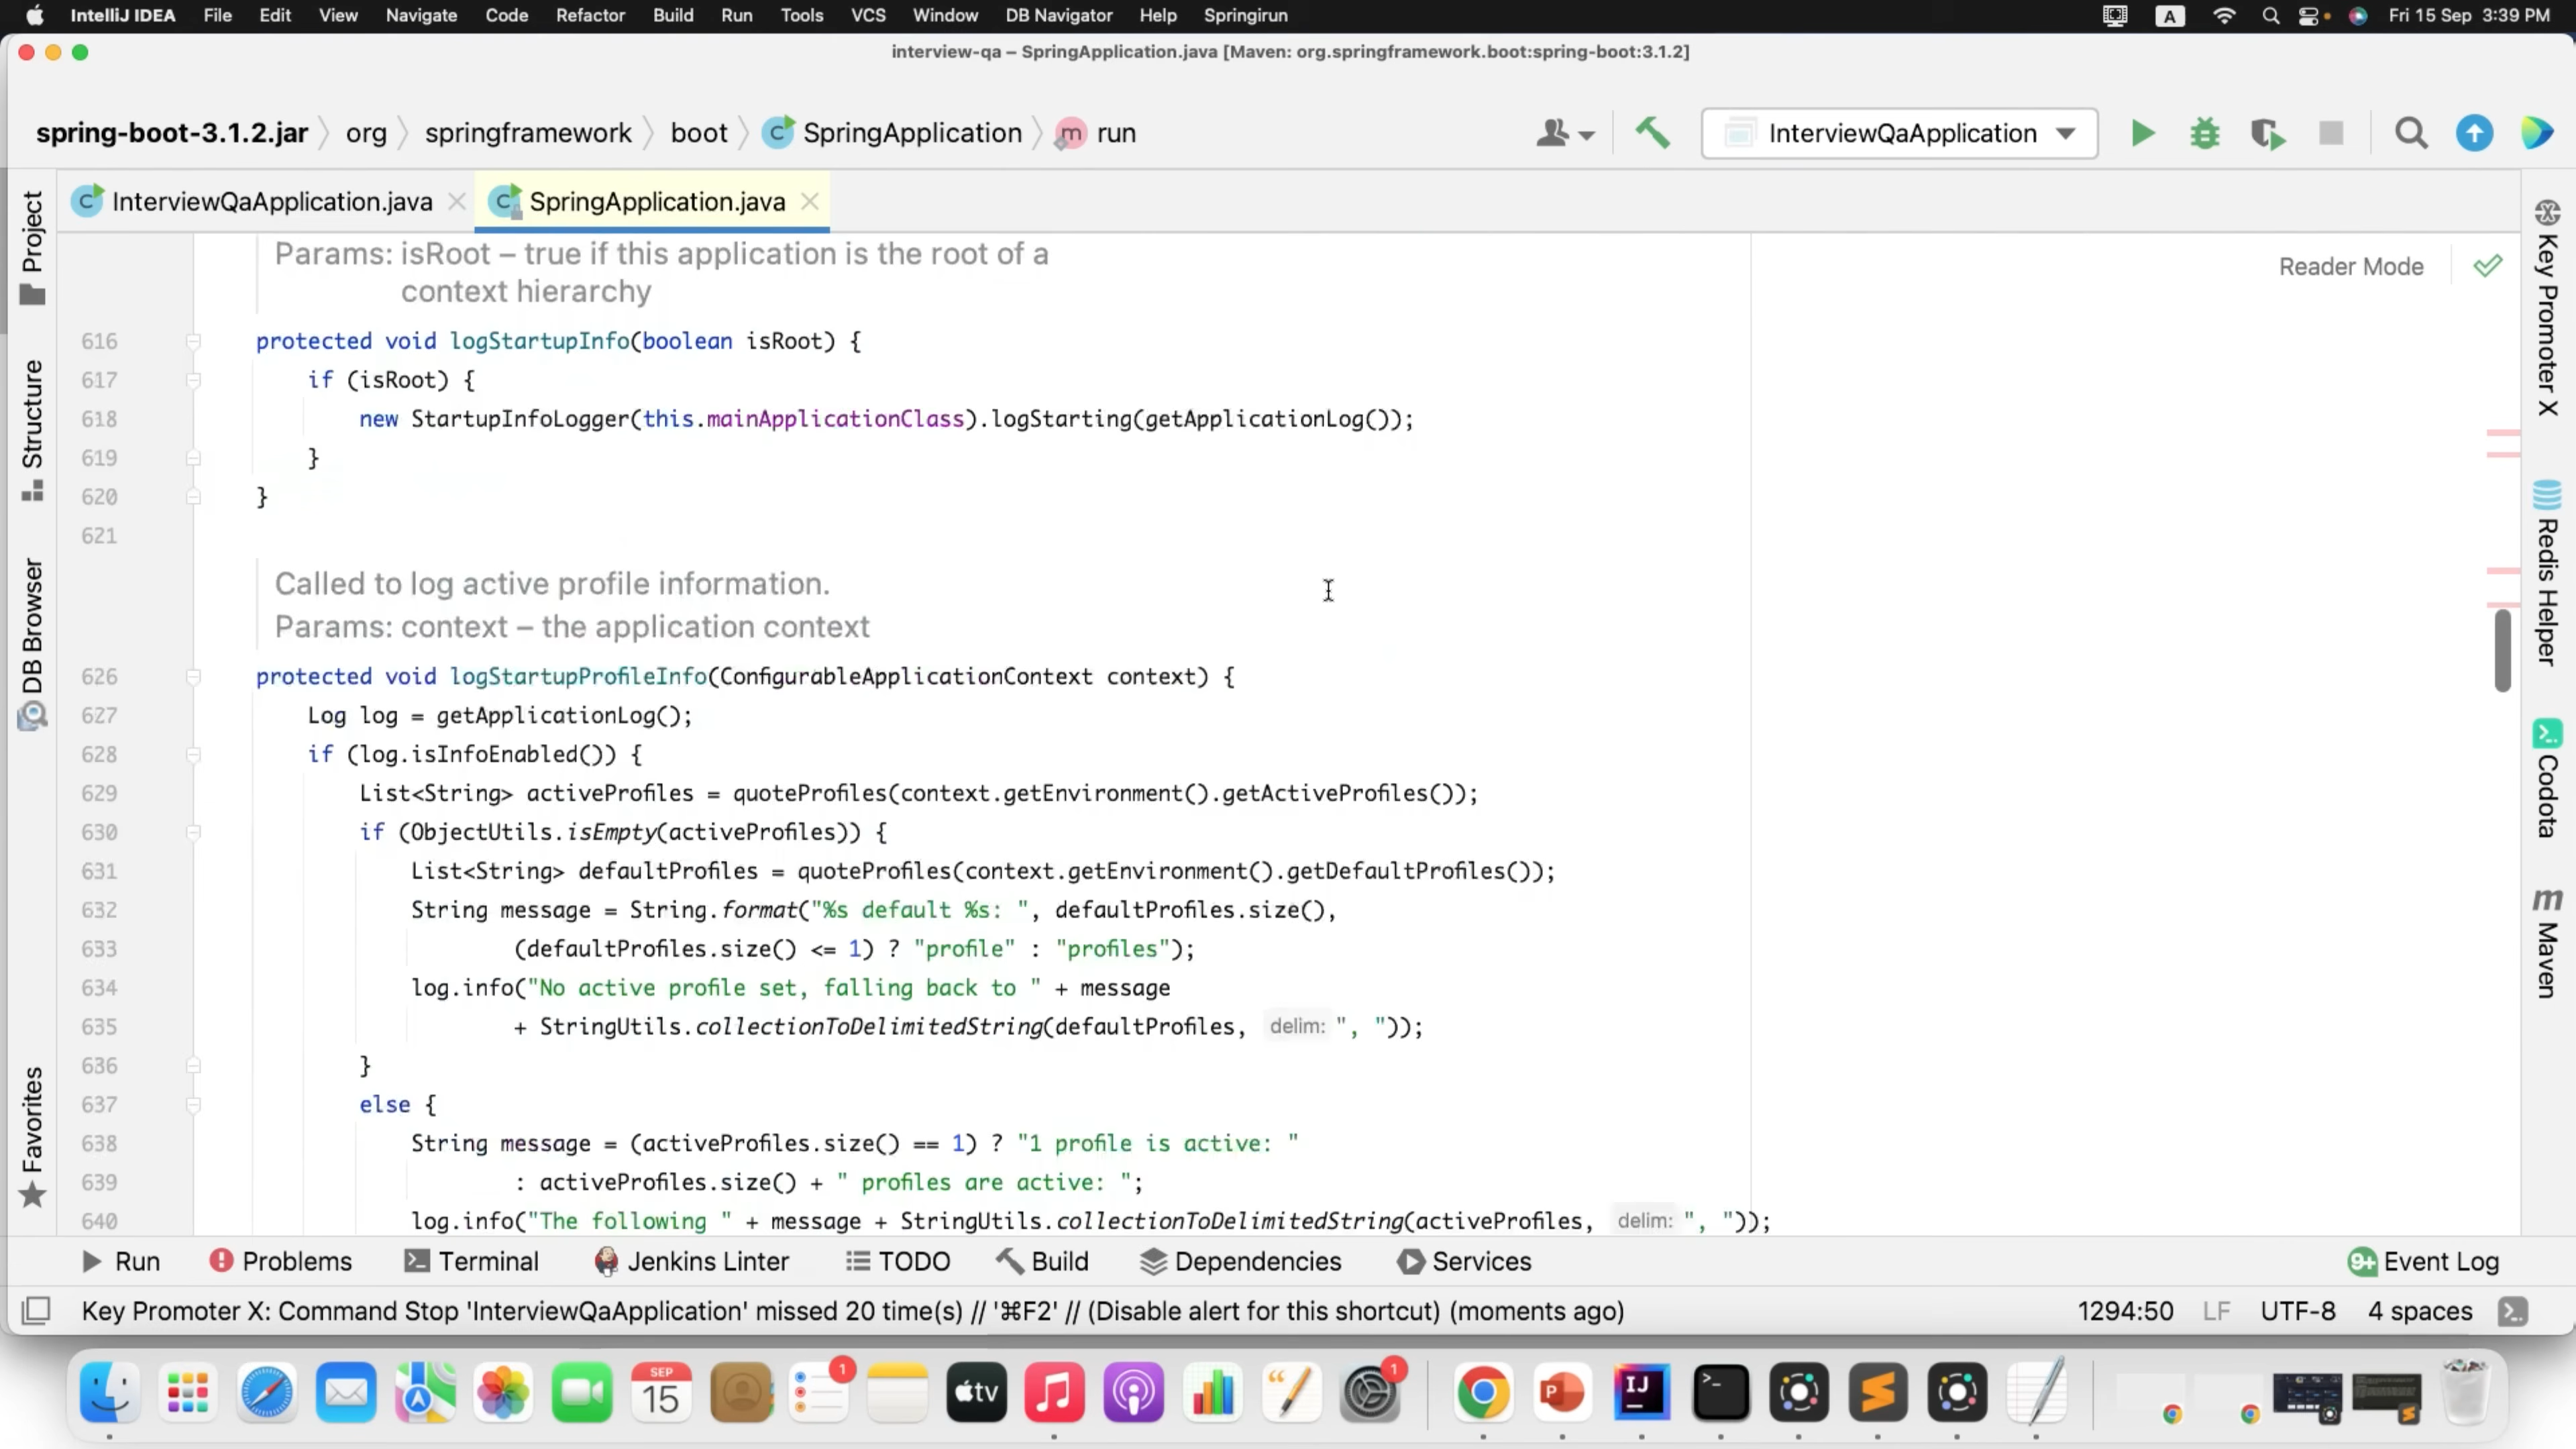 IntelliJ IDEA File Edit View Navigate Code Refactor Build Run Tools VCS Window DB Navigator Help Springirun A Fri 15 Sep 3:39 PM
interview-qa – SpringApplication.java [Maven: org.springframework.boot:spring-boot:3.1.2]
spring-boot-3.1.2.jar org springframework boot C SpringApplication m run InterviewQaApplication
C InterviewQaApplication.java C SpringApplication.java
Project
Structure
DB Browser
Favorites
Reader Mode
Params: isRoot – true if this application is the root of a
context hierarchy
616 protected void logStartupInfo(boolean isRoot) {
617 if (isRoot) {
618 new StartupInfoLogger(this.mainApplicationClass).logStarting(getApplicationLog());
619 }
620 }
621
Called to log active profile information.
Params: context – the application context
626 protected void logStartupProfileInfo(ConfigurableApplicationContext context) {
627 Log log = getApplicationLog();
628 if (log.isInfoEnabled()) {
629 List<String> activeProfiles = quoteProfiles(context.getEnvironment().getActiveProfiles());
630 if (ObjectUtils.isEmpty(activeProfiles)) {
631 List<String> defaultProfiles = quoteProfiles(context.getEnvironment().getDefaultProfiles());
632 String message = String.format("%s default %s: ", defaultProfiles.size(),
633 (defaultProfiles.size() <= 1) ? "profile" : "profiles");
634 log.info("No active profile set, falling back to " + message
635 + StringUtils.collectionToDelimitedString(defaultProfiles, delim: ", "));
636 }
637 else {
638 String message = (activeProfiles.size() == 1) ? "1 profile is active: "
639 : activeProfiles.size() + " profiles are active: ";
640 log.info("The following " + message + StringUtils.collectionToDelimitedString(activeProfiles, delim: ", "));
Key Promoter X
Redis Helper
Codota
m Maven
Run Problems Terminal Jenkins Linter TODO Build Dependencies Services 9+ Event Log
Key Promoter X: Command Stop 'InterviewQaApplication' missed 20 time(s) // '⌘F2' // (Disable alert for this shortcut) (moments ago) 1294:50 LF UTF-8 4 spaces
SEP
15
1
tv
1
P
IJ